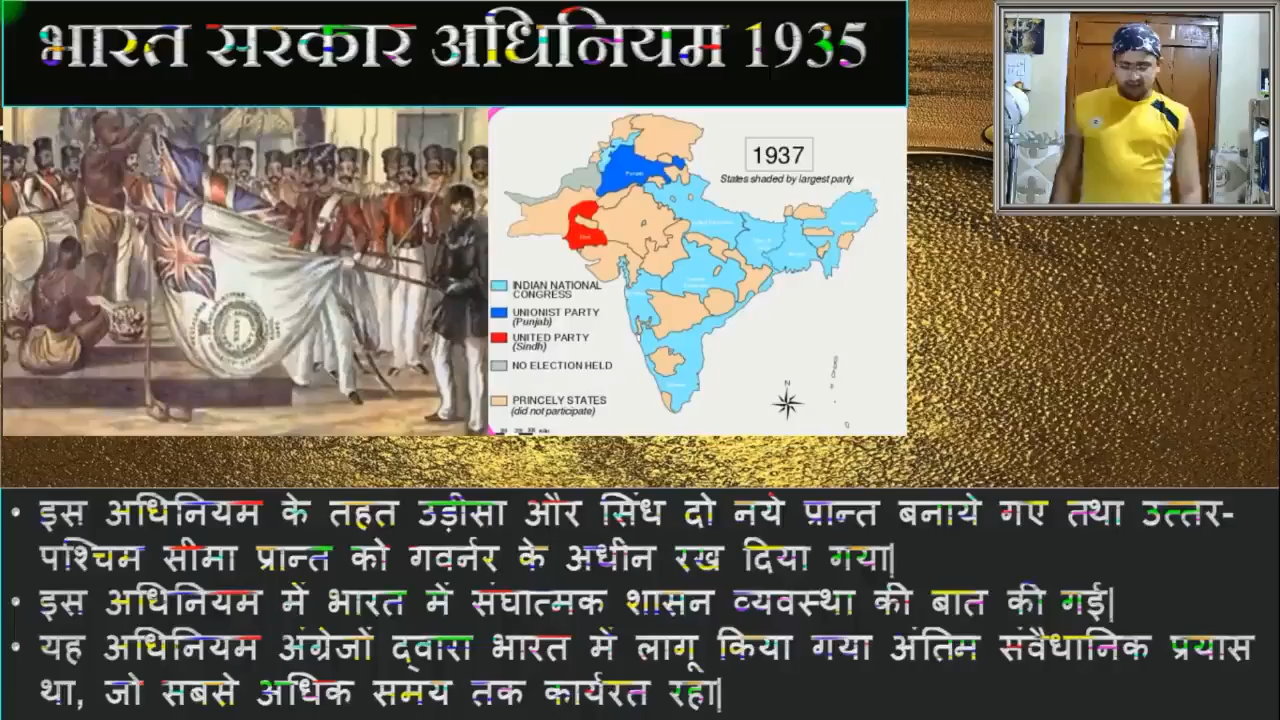 भारत सरकार अधिनियम 1935
1937
States shaded by largest party
Punjab
Sind
INDIAN NATIONAL
CONGRESS
UNIONIST PARTY
(Punjab)
UNITED PARTY
(Sindh)
NO ELECTION HELD
PRINCELY STATES
(did not participate)
N
• इस अधिनियम के तहत उड़ीसा और सिंध दो नये प्रान्त बनाये गए तथा उत्तर-
पश्चिम सीमा प्रान्त को गवर्नर के अधीन रख दिया गया|
• इस अधिनियम में भारत में संघात्मक शासन व्यवस्था की बात की गई|
• यह अधिनियम अंग्रेजों द्वारा भारत में लागू किया गया अंतिम संवैधानिक प्रयास
था, जो सबसे अधिक समय तक कार्यरत रहा|